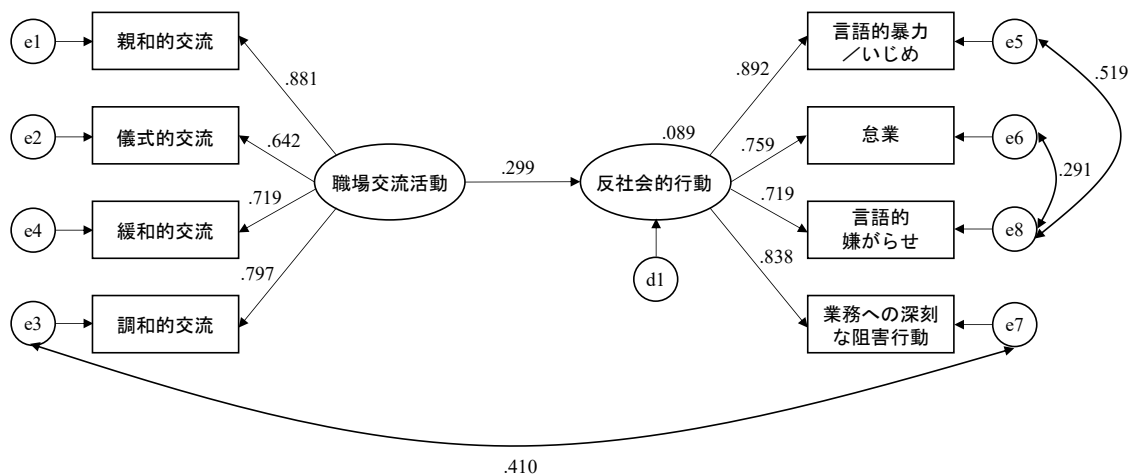 e1
親和的交流
.881
e2
儀式的交流
.642
e4
緩和的交流
.719
e3
調和的交流
.797
職場交流活動
.299
反社会的行動
.089
d1
.892
言語的暴力
／いじめ
e5
.519
.759
怠業
e6
.291
.719
言語的
嫌がらせ
e8
.838
業務への深刻
な阻害行動
e7
.410